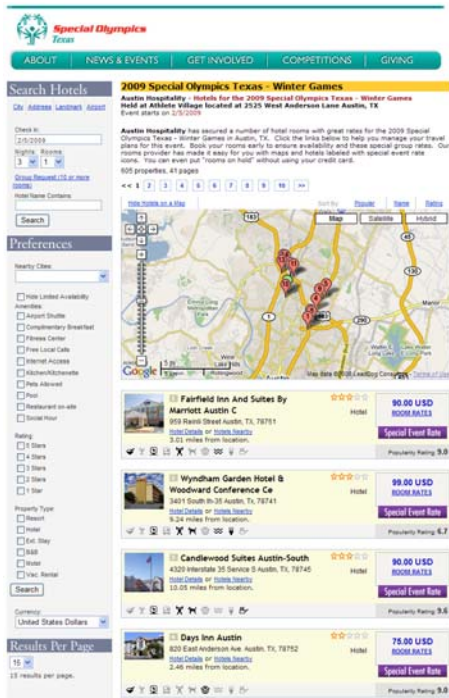 Special Olympics
Texas
ABOUT NEWS & EVENTS GET INVOLVED COMPETITIONS GIVING
Search Hotels
City Address Landmark Airport
Check in:
2/5/2009
Nights Rooms
3 1
Group Request (10 or more rooms)
Hotel Name Contains:
Search
Preferences
Nearby Cities:
Hide Limited Availability
Amenities:
Airport Shuttle
Complimentary Breakfast
Fitness Center
Free Local Calls
Internet Access
Kitchen/Kitchenette
Pets Allowed
Pool
Restaurant on-site
Social Hour
Rating:
5 Stars
4 Stars
3 Stars
2 Stars
1 Star
Property Type:
Resort
Hotel
Ext. Stay
B&B
Motel
Vac. Rental
Search
Currency:
United States Dollars
Results Per Page
15
15 results per page.
2009 Special Olympics Texas - Winter Games
Austin Hospitality - Hotels for the 2009 Special Olympics Texas - Winter Games
Held at Athlete Village located at 2525 West Anderson Lane Austin, TX
Event starts on 2/5/2009
Austin Hospitality has secured a number of hotel rooms with great rates for the 2009 Special
Olympics Texas - Winter Games in Austin, TX. Click the links below to help you manage your travel
plans for this event. Book your rooms early to ensure availability and these special group rates. Our
rooms provider has made it easy for you with maps and hotels labeled with special event rate
icons. You can even put "rooms on hold" without using your credit card.
605 properties, 41 pages
<< 1 2 3 4 5 6 7 8 9 10 >>
Hide Hotels on a Map Sort By: Popular Name Rating
Map Satellite Hybrid
183
45
130
Manor
290
1
Google
Fairfield Inn And Suites By
Marriott Austin C
959 Reinli Street Austin, TX, 78751
Hotel Details or Hotels Nearby
3.01 miles from location.
Hotel
90.00 USD
ROOM RATES
Special Event Rate
Popularity Rating 9.0
Wyndham Garden Hotel &
Woodward Conference Ce
3401 South Ih-35 Austin, TX, 78741
Hotel Details or Hotels Nearby
9.24 miles from location.
Hotel
99.00 USD
ROOM RATES
Special Event Rate
Popularity Rating 6.7
Candlewood Suites Austin-South
4320 Interstate 35 Service S Austin, TX, 78745
Hotel Details or Hotels Nearby
10.05 miles from location.
Hotel
90.00 USD
ROOM RATES
Special Event Rate
Popularity Rating 9.6
Days Inn Austin
820 East Anderson Ave. Austin, TX, 78752
Hotel Details or Hotels Nearby
2.46 miles from location.
Hotel
75.00 USD
ROOM RATES
Special Event Rate
Popularity Rating 9.0